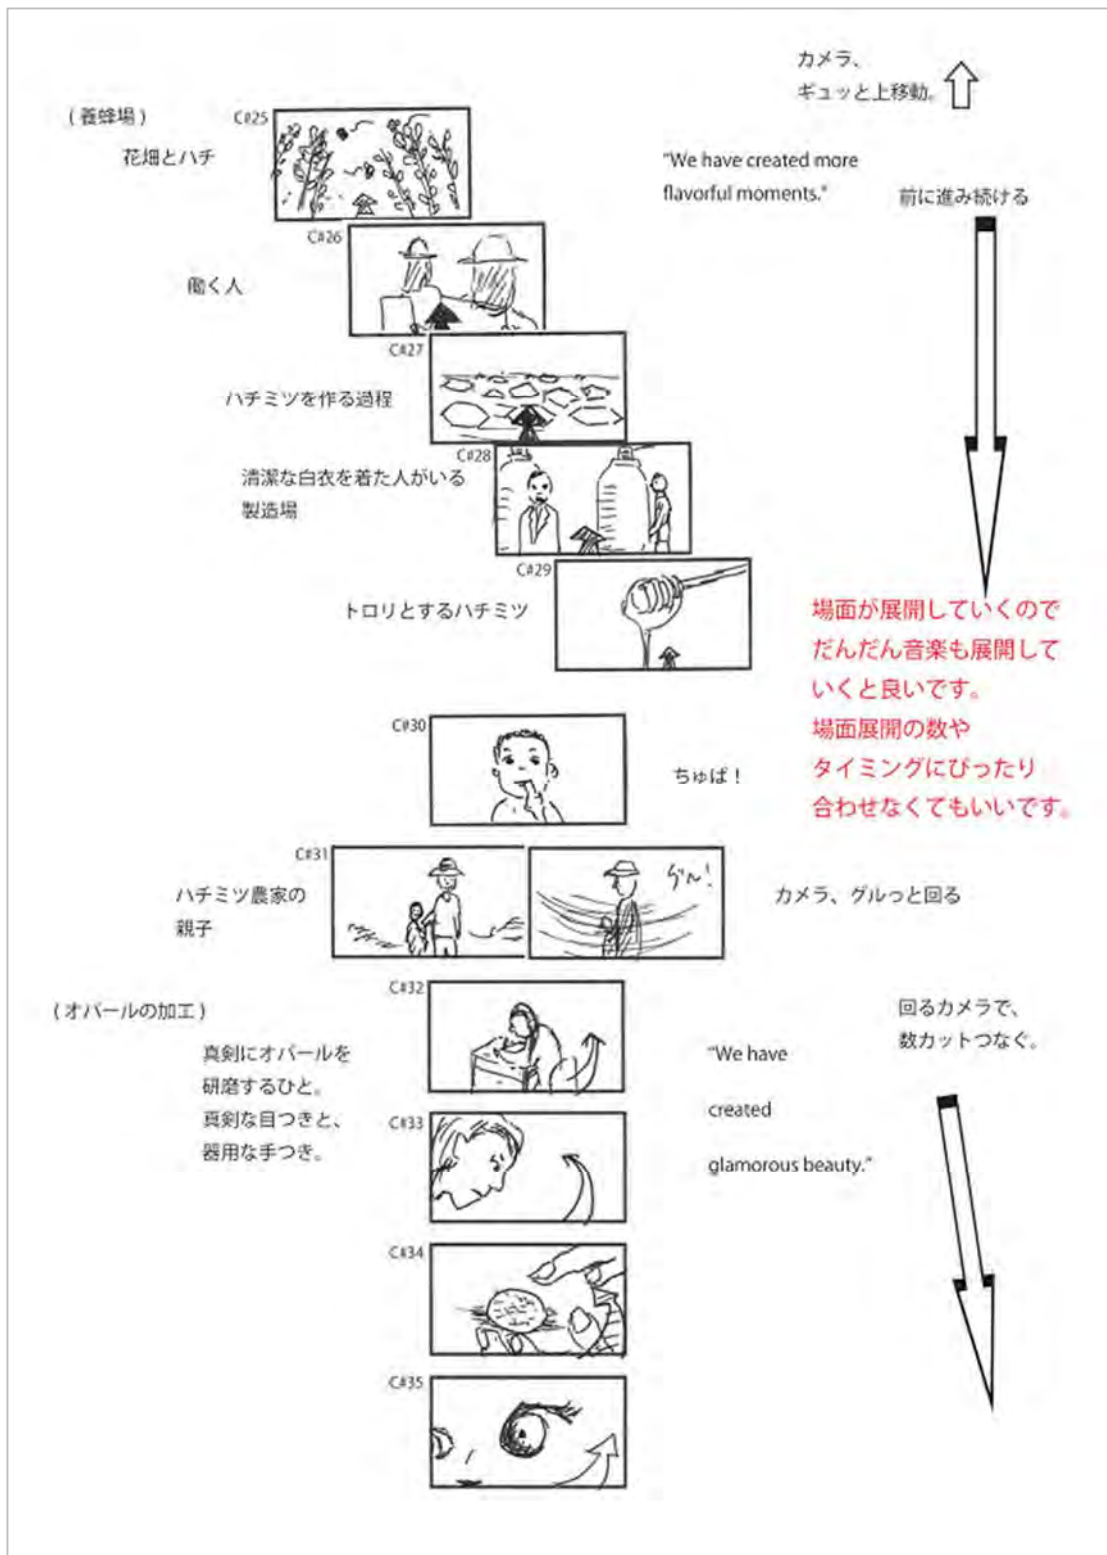 カメラ、
ギュッと上移動。
(養蜂場)
C#25
花畑とハチ
"We have created more
flavorful moments."
前に進み続ける
C#26
働く人
C#27
ハチミツを作る過程
C#28
清潔な白衣を着た人がいる
製造場
C#29
トロリとするハチミツ
場面が展開していくので
だんだん音楽も展開して
いくと良いです。
場面展開の数や
タイミングにぴったり
合わせなくてもいいです。
C#30
ちゅぱ！
C#31
ハチミツ農家の
親子
グルン！
カメラ、グルっと回る
C#32
(オパールの加工)
真剣にオパールを
研磨するひと。
真剣な目つきと、
器用な手つき。
"We have
created
glamorous beauty."
回るカメラで、
数カットつなぐ。
C#33
C#34
C#35